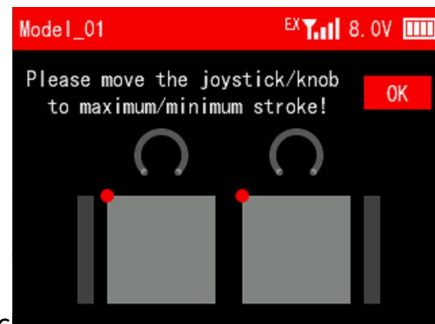 Model_01
EX 8.0V
Please move the joystick/knob
to maximum/minimum stroke!
OK